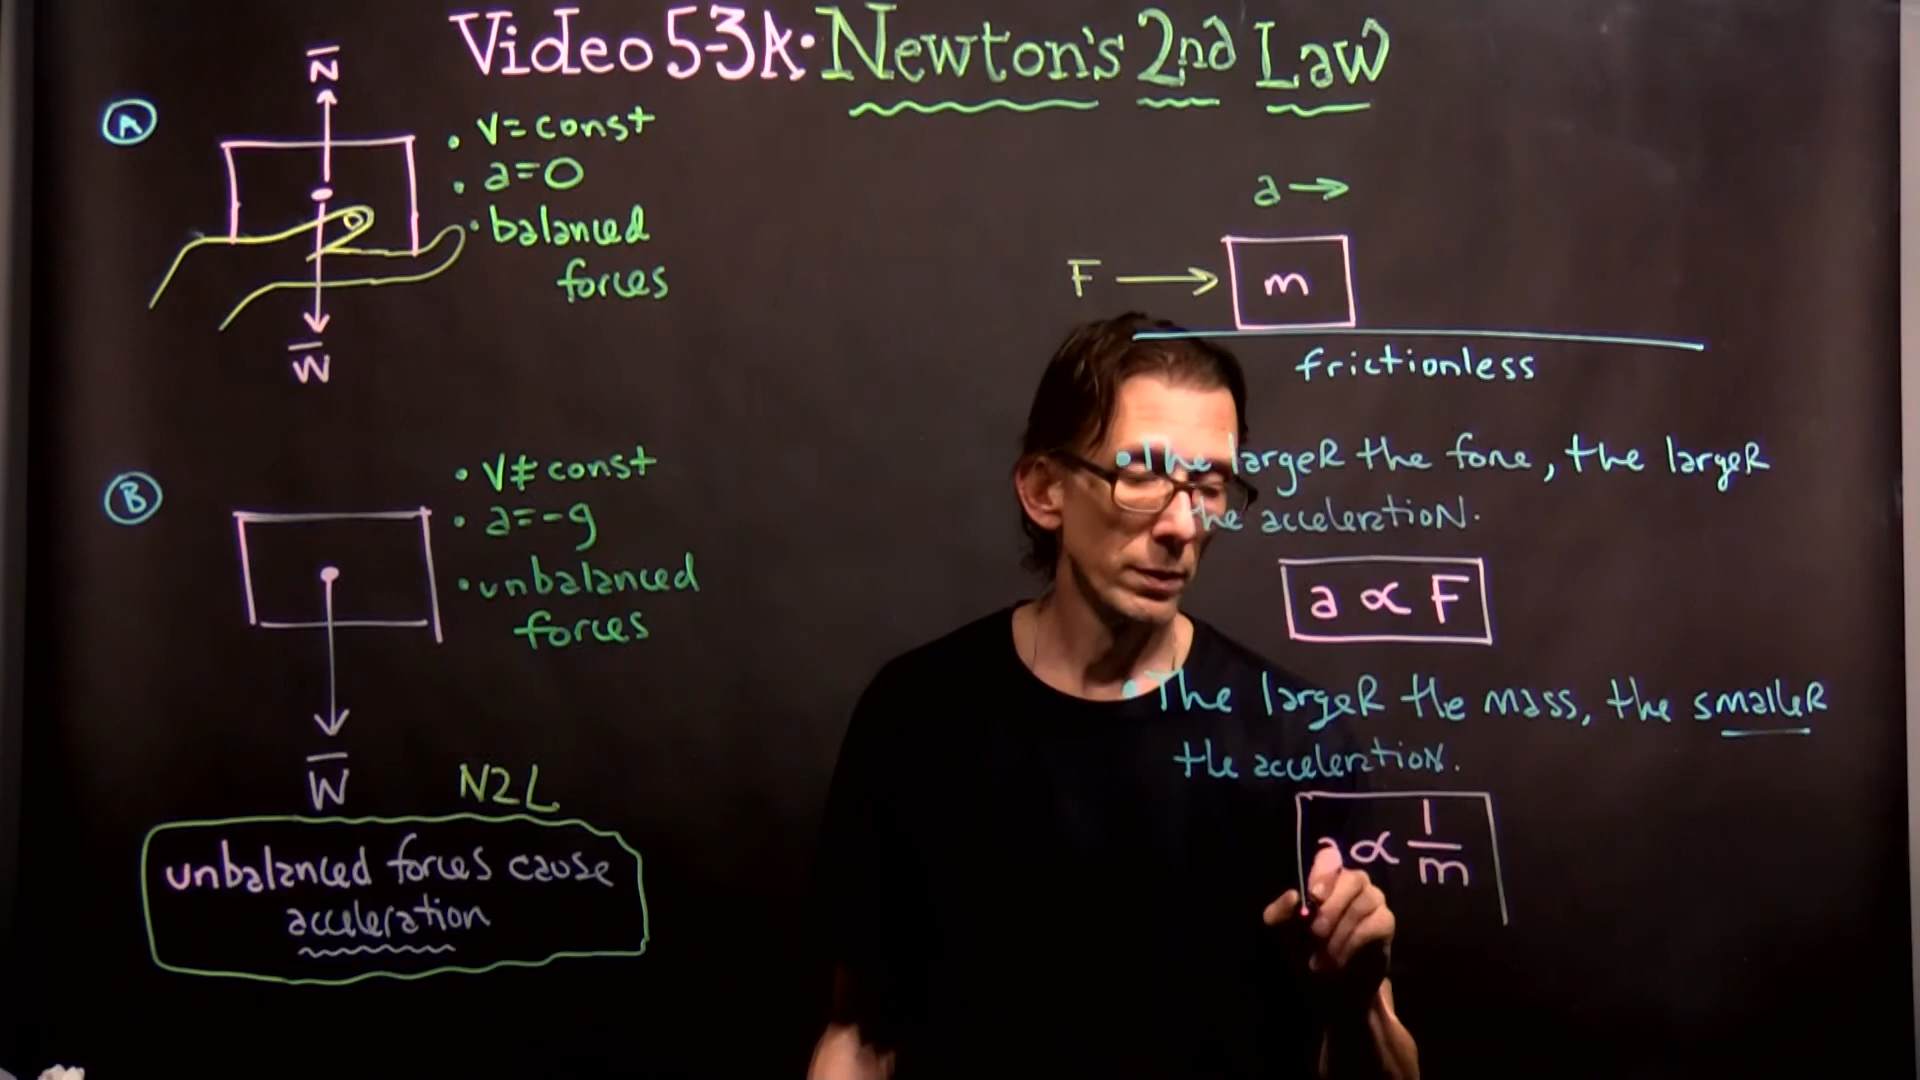 Video 5-3A. Newton's 2nd Law
A
N
W
• v = const
• a = 0
• balanced
forces
B
W
• v ≠ const
• a = -g
• unbalanced
forces
N2L
unbalanced forces cause
acceleration
a →
F → m
frictionless
• The larger the force, the larger
the acceleration.
a ∝ F
• The larger the mass, the smaller
the acceleration.
a ∝ 1/m